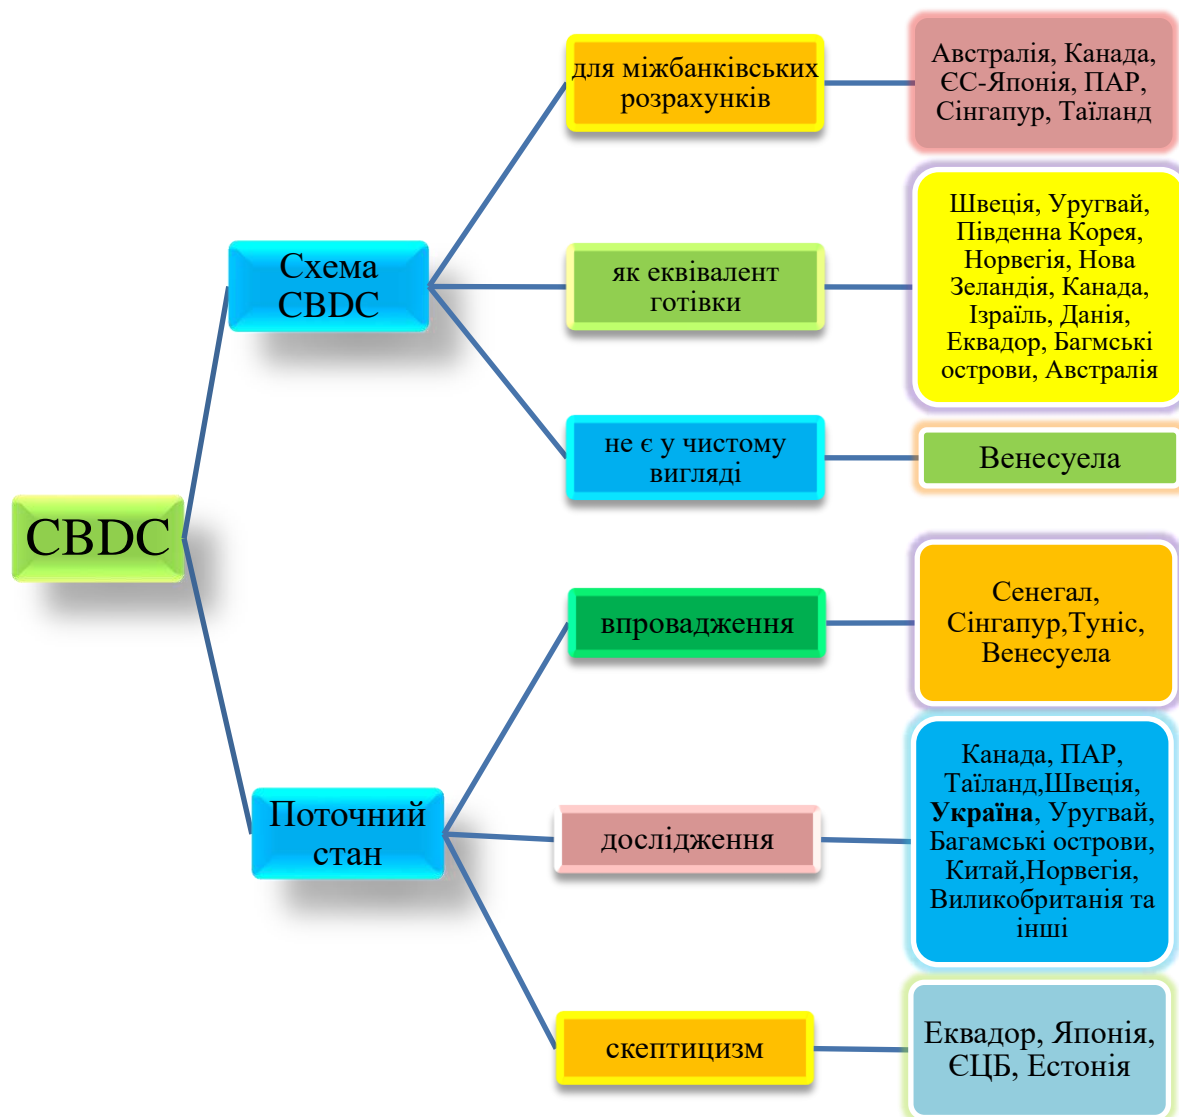 CBDC
Схема
CBDC
для міжбанківських
розрахунків
Австралія, Канада,
ЄС-Японія, ПАР,
Сінгапур, Таїланд
як еквівалент
готівки
Швеція, Уругвай,
Південна Корея,
Норвегія, Нова
Зеландія, Канада,
Ізраїль, Данія,
Еквадор, Багмські
острови, Австралія
не є у чистому
вигляді
Венесуела
Поточний
стан
впровадження
Сенегал,
Сінгапур,Туніс,
Венесуела
дослідження
Канада, ПАР,
Таїланд,Швеція,
Україна, Уругвай,
Багамські острови,
Китай,Норвегія,
Виликобританія та
інші
скептицизм
Еквадор, Японія,
ЄЦБ, Естонія